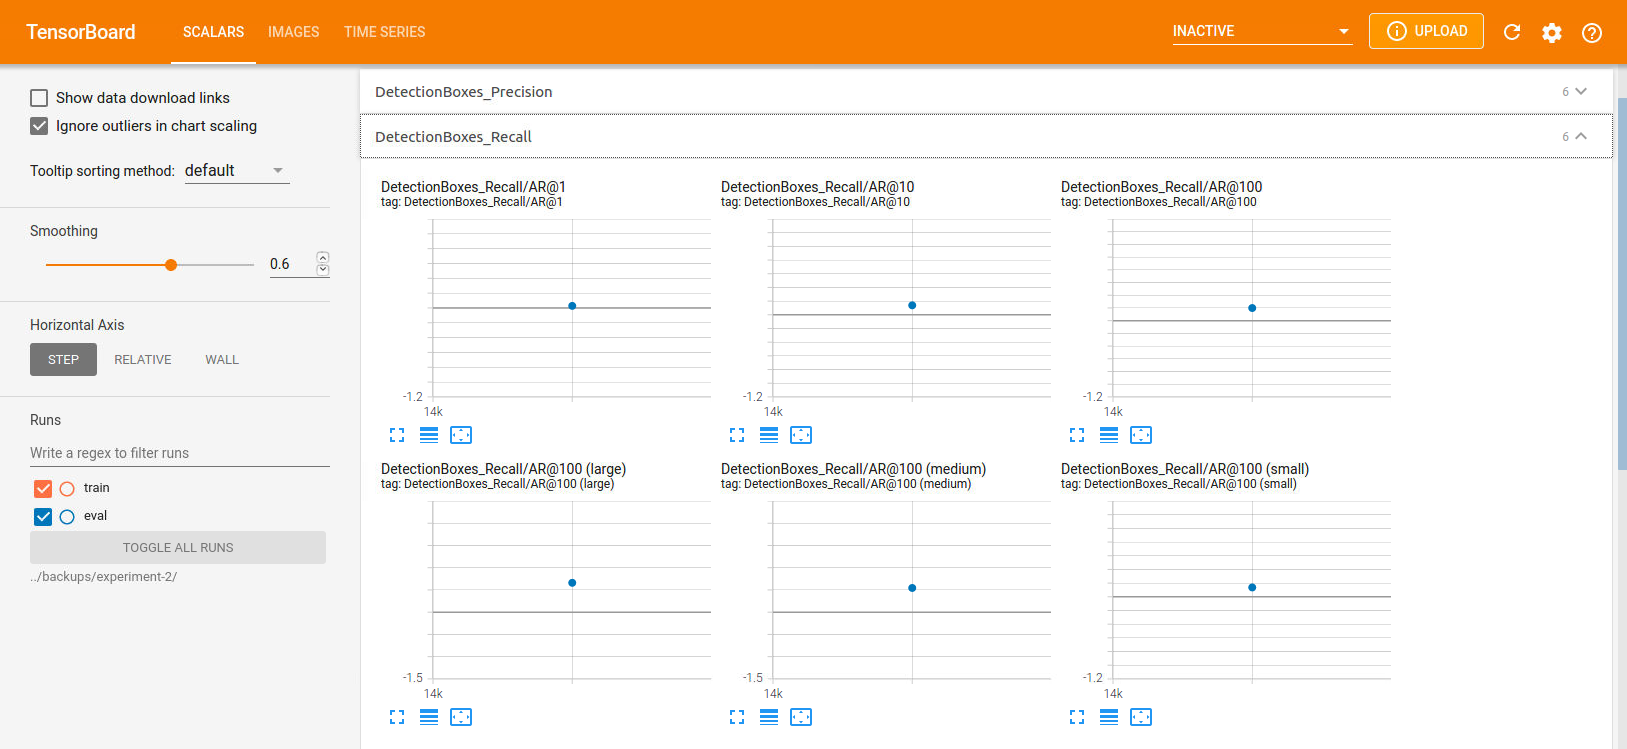 TensorBoard
SCALARS
IMAGES
TIME SERIES
INACTIVE
UPLOAD
Show data download links
Ignore outliers in chart scaling
Tooltip sorting method: default
Smoothing
0.6
Horizontal Axis
STEP
RELATIVE
WALL
Runs
Write a regex to filter runs
train
eval
TOGGLE ALL RUNS
../backups/experiment-2/
DetectionBoxes_Precision
6
DetectionBoxes_Recall
6
DetectionBoxes_Recall/AR@1
tag: DetectionBoxes_Recall/AR@1
-1.2
14k
DetectionBoxes_Recall/AR@10
tag: DetectionBoxes_Recall/AR@10
-1.2
14k
DetectionBoxes_Recall/AR@100
tag: DetectionBoxes_Recall/AR@100
-1.2
14k
DetectionBoxes_Recall/AR@100 (large)
tag: DetectionBoxes_Recall/AR@100 (large)
-1.5
14k
DetectionBoxes_Recall/AR@100 (medium)
tag: DetectionBoxes_Recall/AR@100 (medium)
-1.5
14k
DetectionBoxes_Recall/AR@100 (small)
tag: DetectionBoxes_Recall/AR@100 (small)
-1.2
14k